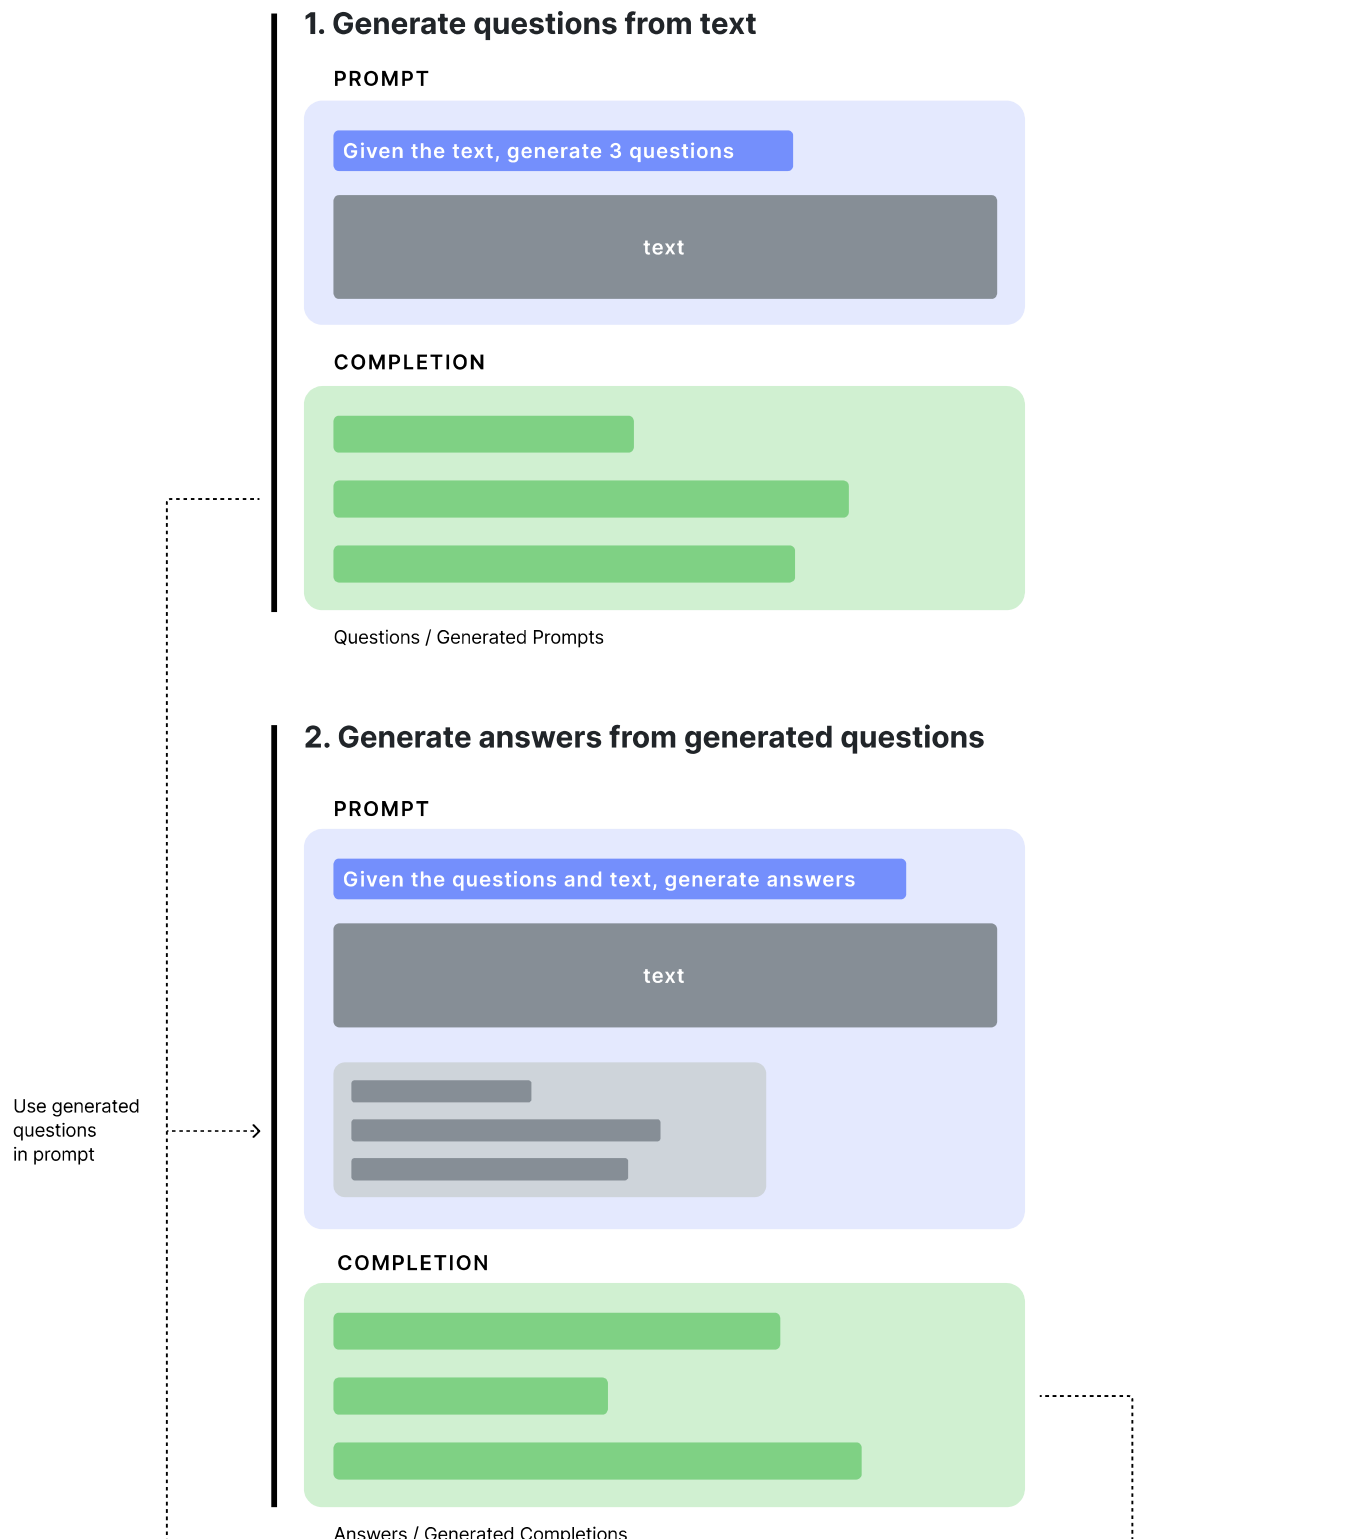 1. Generate questions from text
PROMPT
Given the text, generate 3 questions
text
COMPLETION
Questions / Generated Prompts
2. Generate answers from generated questions
PROMPT
Given the questions and text, generate answers
text
Use generated
questions
in prompt
COMPLETION
Answers / Generated Completions